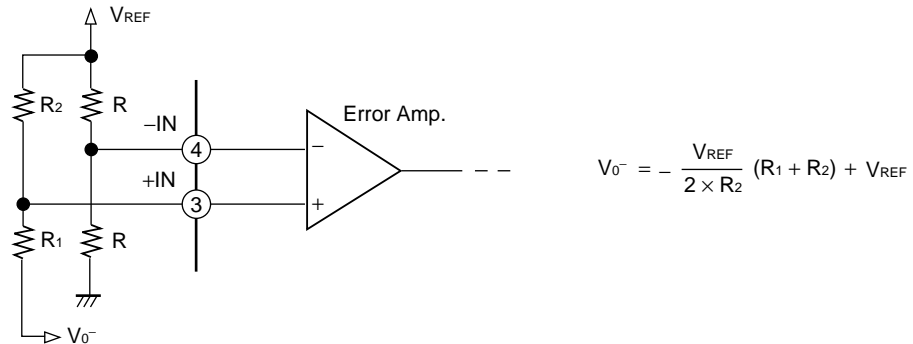 VREF
R2
R
−IN
Error Amp.
4
−
+IN
3
+
R1
R
V0−
V0− = − VREF / 2 × R2 (R1 + R2) + VREF